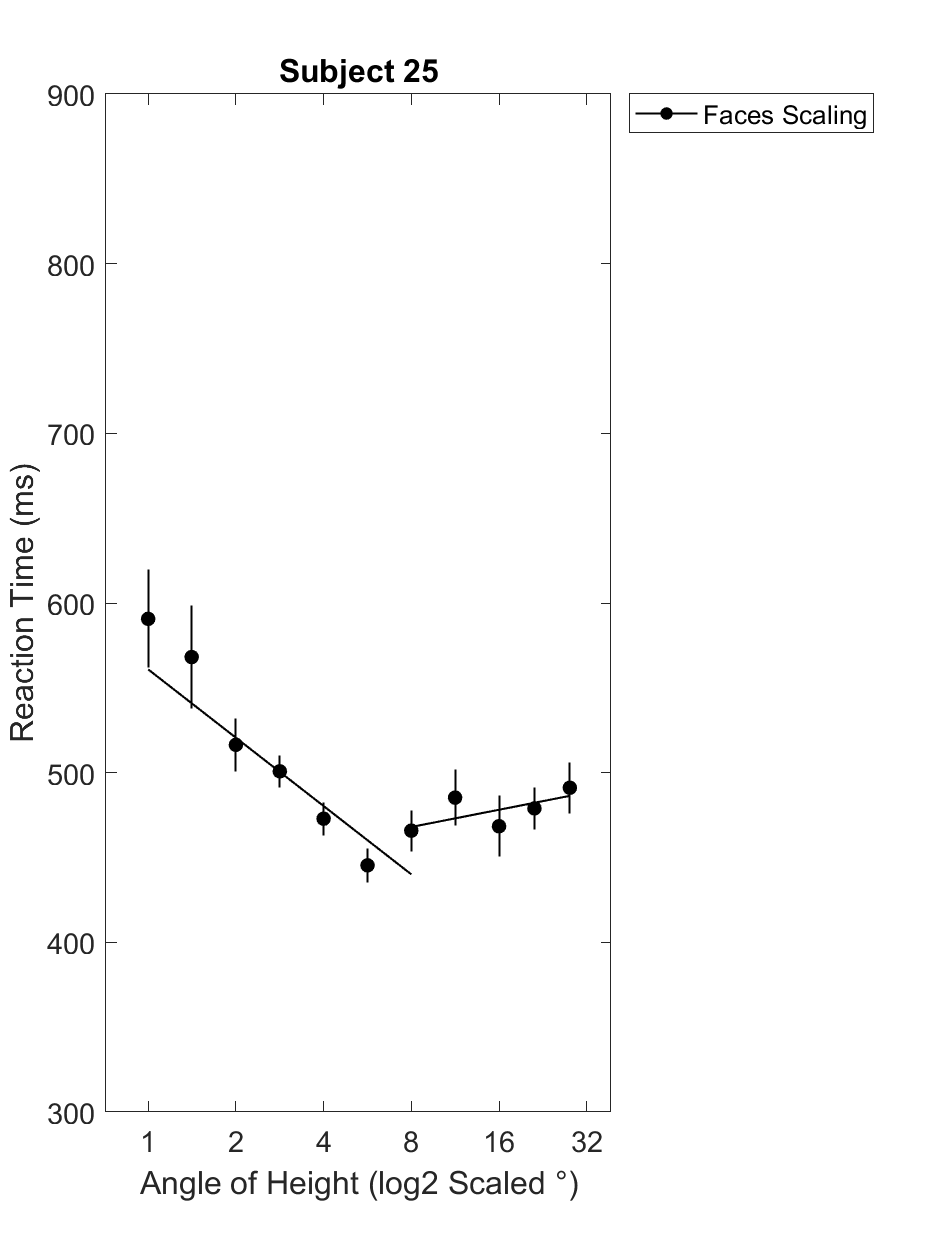 Subject 25
Faces Scaling
900
800
700
600
500
400
300
Reaction Time (ms)
1 2 4 8 16 32
Angle of Height (log2 Scaled °)